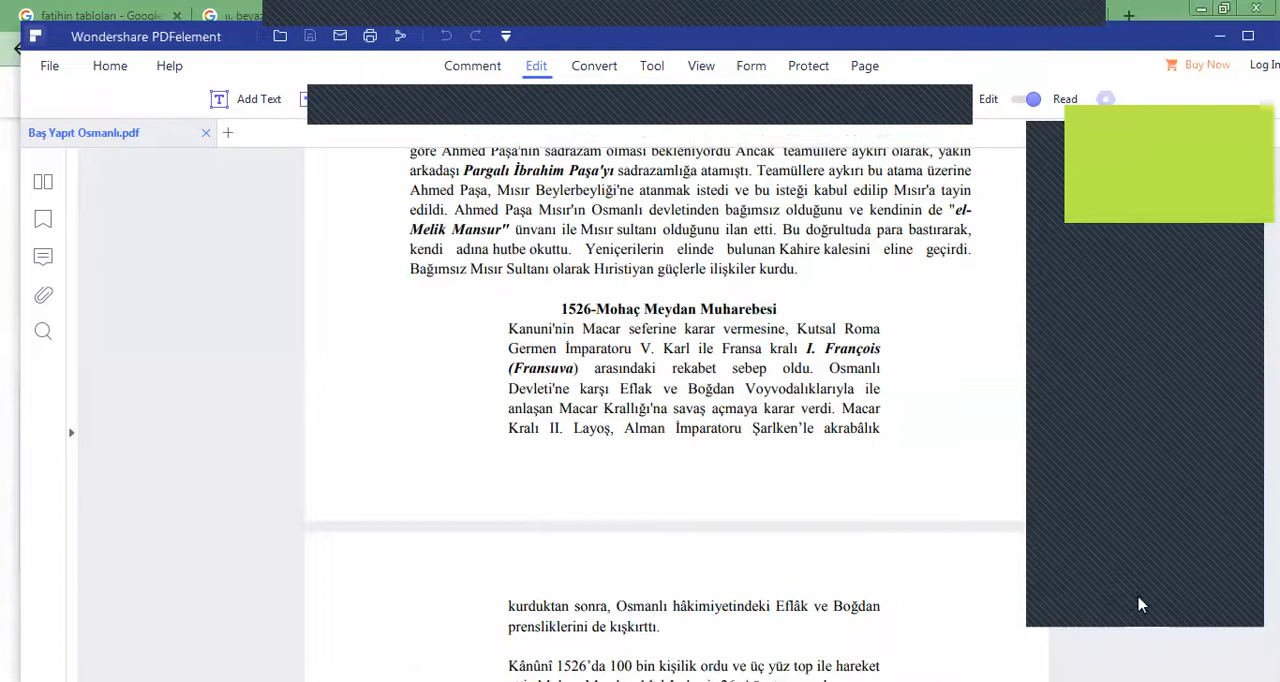 fatihin tabloları - Google
ıı. beyaz
Wondershare PDFelement
File Home Help Comment Edit Convert Tool View Form Protect Page Buy Now Log In
Add Text Edit Read
Baş Yapıt Osmanlı.pdf
göre Ahmed Paşa'nın sadrazam olması bekleniyordu Ancak teamüllere aykırı olarak, yakın
arkadaşı Pargalı İbrahim Paşa'yı sadrazamlığa atamıştı. Teamüllere aykırı bu atama üzerine
Ahmed Paşa, Mısır Beylerbeyliği'ne atanmak istedi ve bu isteği kabul edilip Mısır'a tayin
edildi. Ahmed Paşa Mısır'ın Osmanlı devletinden bağımsız olduğunu ve kendinin de "el-
Melik Mansur" ünvanı ile Mısır sultanı olduğunu ilan etti. Bu doğrultuda para bastırarak,
kendi adına hutbe okuttu. Yeniçerilerin elinde bulunan Kahire kalesini eline geçirdi.
Bağımsız Mısır Sultanı olarak Hıristiyan güçlerle ilişkiler kurdu.
1526-Mohaç Meydan Muharebesi
Kanuni'nin Macar seferine karar vermesine, Kutsal Roma
Germen İmparatoru V. Karl ile Fransa kralı I. François
(Fransuva) arasındaki rekabet sebep oldu. Osmanlı
Devleti'ne karşı Eflak ve Boğdan Voyvodalıklarıyla ile
anlaşan Macar Krallığı'na savaş açmaya karar verdi. Macar
Kralı II. Layoş, Alman İmparatoru Şarlken’le akrabâlık
kurduktan sonra, Osmanlı hâkimiyetindeki Eflâk ve Boğdan
prensliklerini de kışkırttı.
Kânûnî 1526’da 100 bin kişilik ordu ve üç yüz top ile hareket